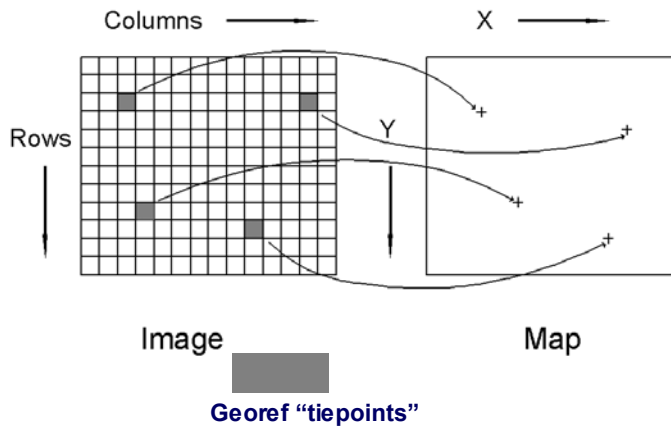 Columns
X
Rows
Y
Image
Map
Georef “tiepoints”